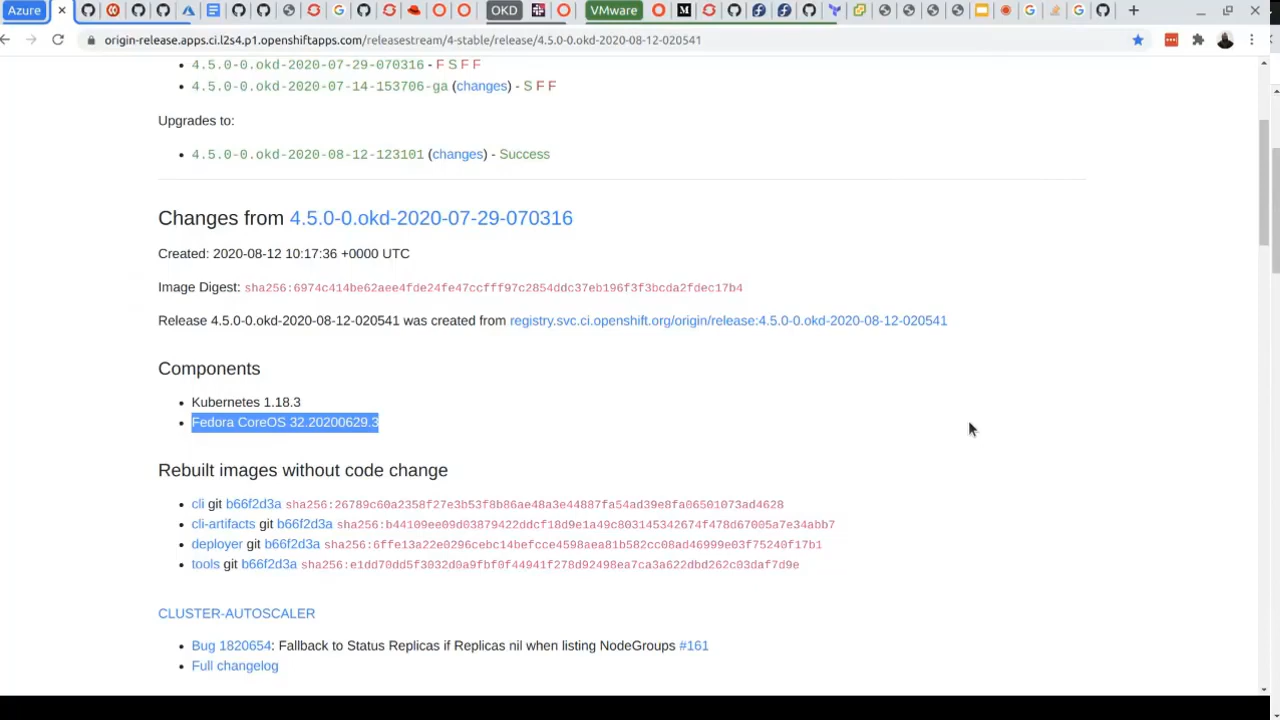 Azure
OKD
VMware
origin-release.apps.ci.l2s4.p1.openshiftapps.com/releasestream/4-stable/release/4.5.0-0.okd-2020-08-12-020541
4.5.0-0.okd-2020-07-29-070316 - F S F F
4.5.0-0.okd-2020-07-14-153706-ga (changes) - S F F
Upgrades to:
4.5.0-0.okd-2020-08-12-123101 (changes) - Success
Changes from 4.5.0-0.okd-2020-07-29-070316
Created: 2020-08-12 10:17:36 +0000 UTC
Image Digest: sha256:6974c414be62aee4fde24fe47ccfff97c2854ddc37eb196f3f3bcda2fdec17b4
Release 4.5.0-0.okd-2020-08-12-020541 was created from registry.svc.ci.openshift.org/origin/release:4.5.0-0.okd-2020-08-12-020541
Components
Kubernetes 1.18.3
Fedora CoreOS 32.20200629.3
Rebuilt images without code change
cli git b66f2d3a sha256:26789c60a2358f27e3b53f8b86ae48a3e44887fa54ad39e8fa06501073ad4628
cli-artifacts git b66f2d3a sha256:b44109ee09d03879422ddcf18d9e1a49c803145342674f478d67005a7e34abb7
deployer git b66f2d3a sha256:6ffe13a22e0296cebc14befcce4598aea81b582cc08ad46999e03f75240f17b1
tools git b66f2d3a sha256:e1dd70dd5f3032d0a9fbf0f44941f278d92498ea7ca3a622dbd262c03daf7d9e
CLUSTER-AUTOSCALER
Bug 1820654: Fallback to Status Replicas if Replicas nil when listing NodeGroups #161
Full changelog